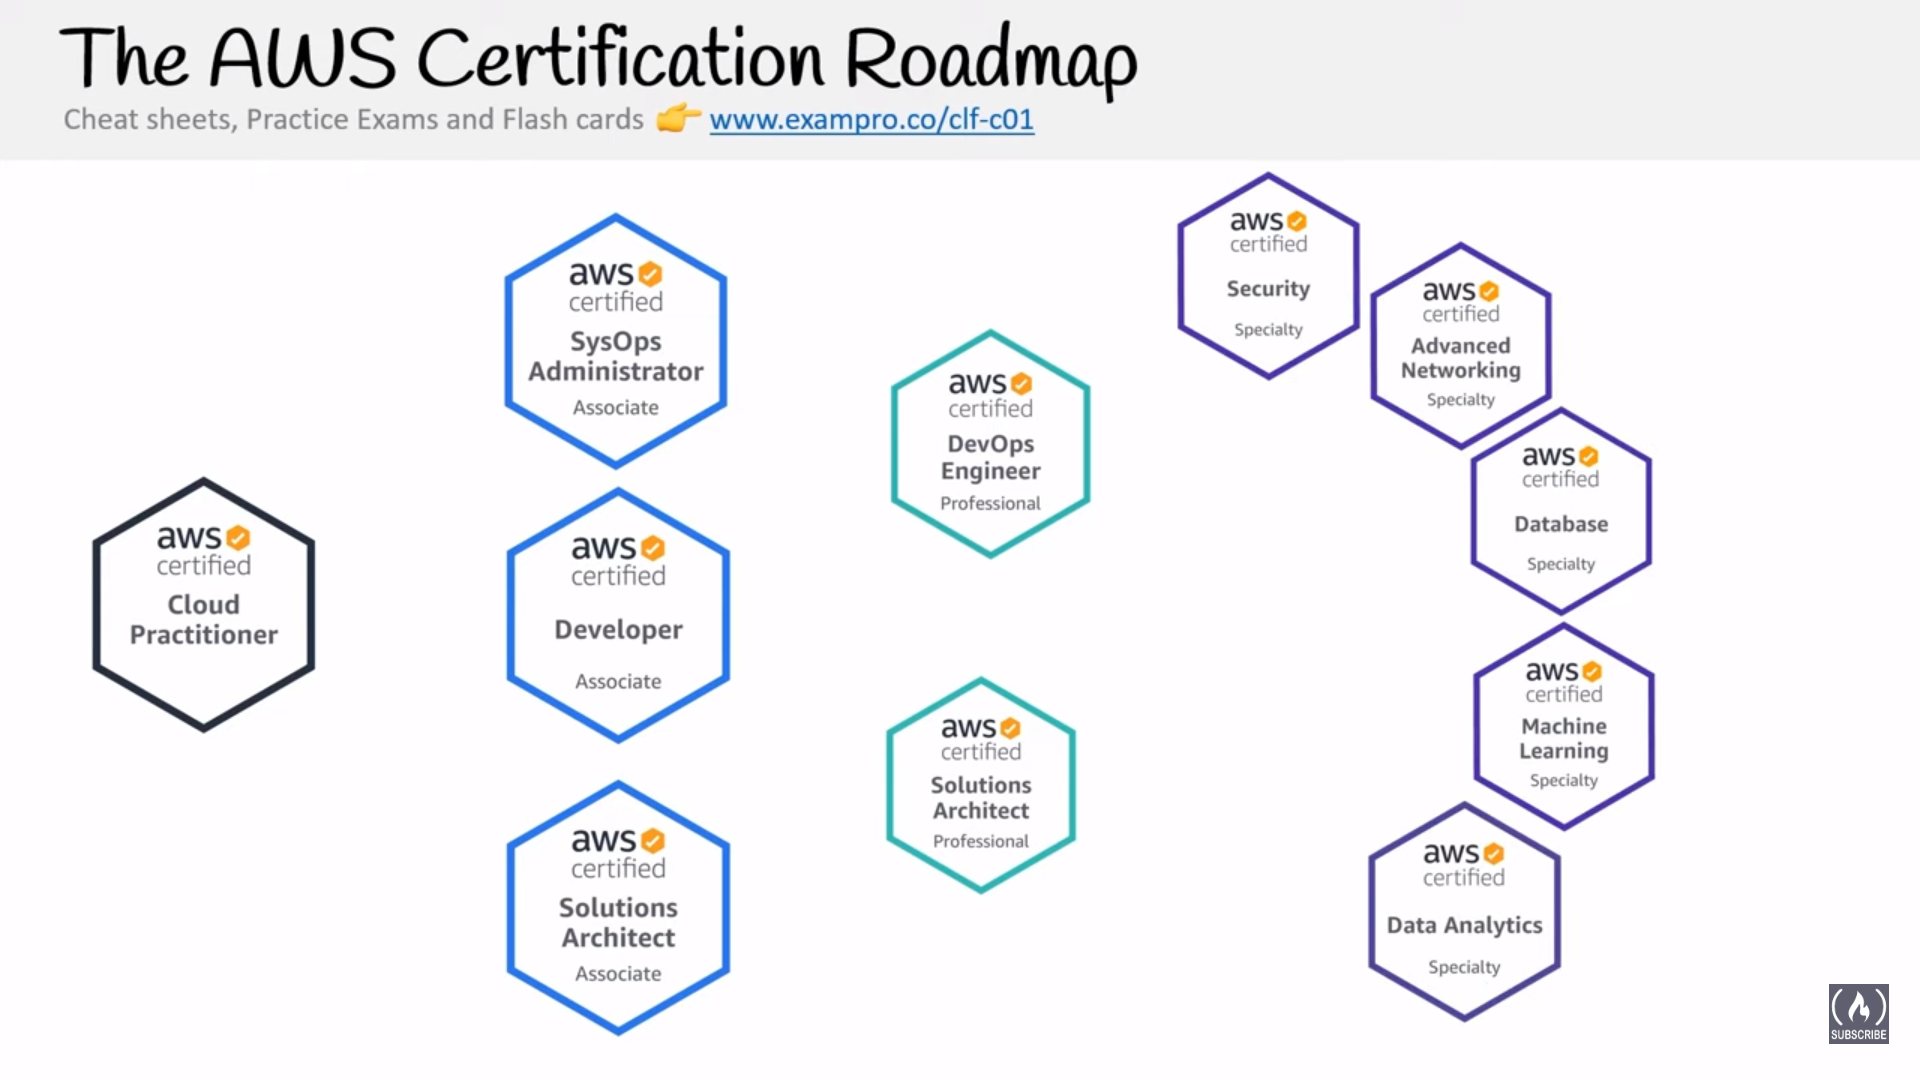 The AWS Certification Roadmap
Cheat sheets, Practice Exams and Flash cards 👉 www.exampro.co/clf-c01
aws
certified
Cloud
Practitioner
aws
certified
SysOps
Administrator
Associate
aws
certified
Developer
Associate
aws
certified
Solutions
Architect
Associate
aws
certified
DevOps
Engineer
Professional
aws
certified
Solutions
Architect
Professional
aws
certified
Security
Specialty
aws
certified
Advanced
Networking
Specialty
aws
certified
Database
Specialty
aws
certified
Machine
Learning
Specialty
aws
certified
Data Analytics
Specialty
SUBSCRIBE